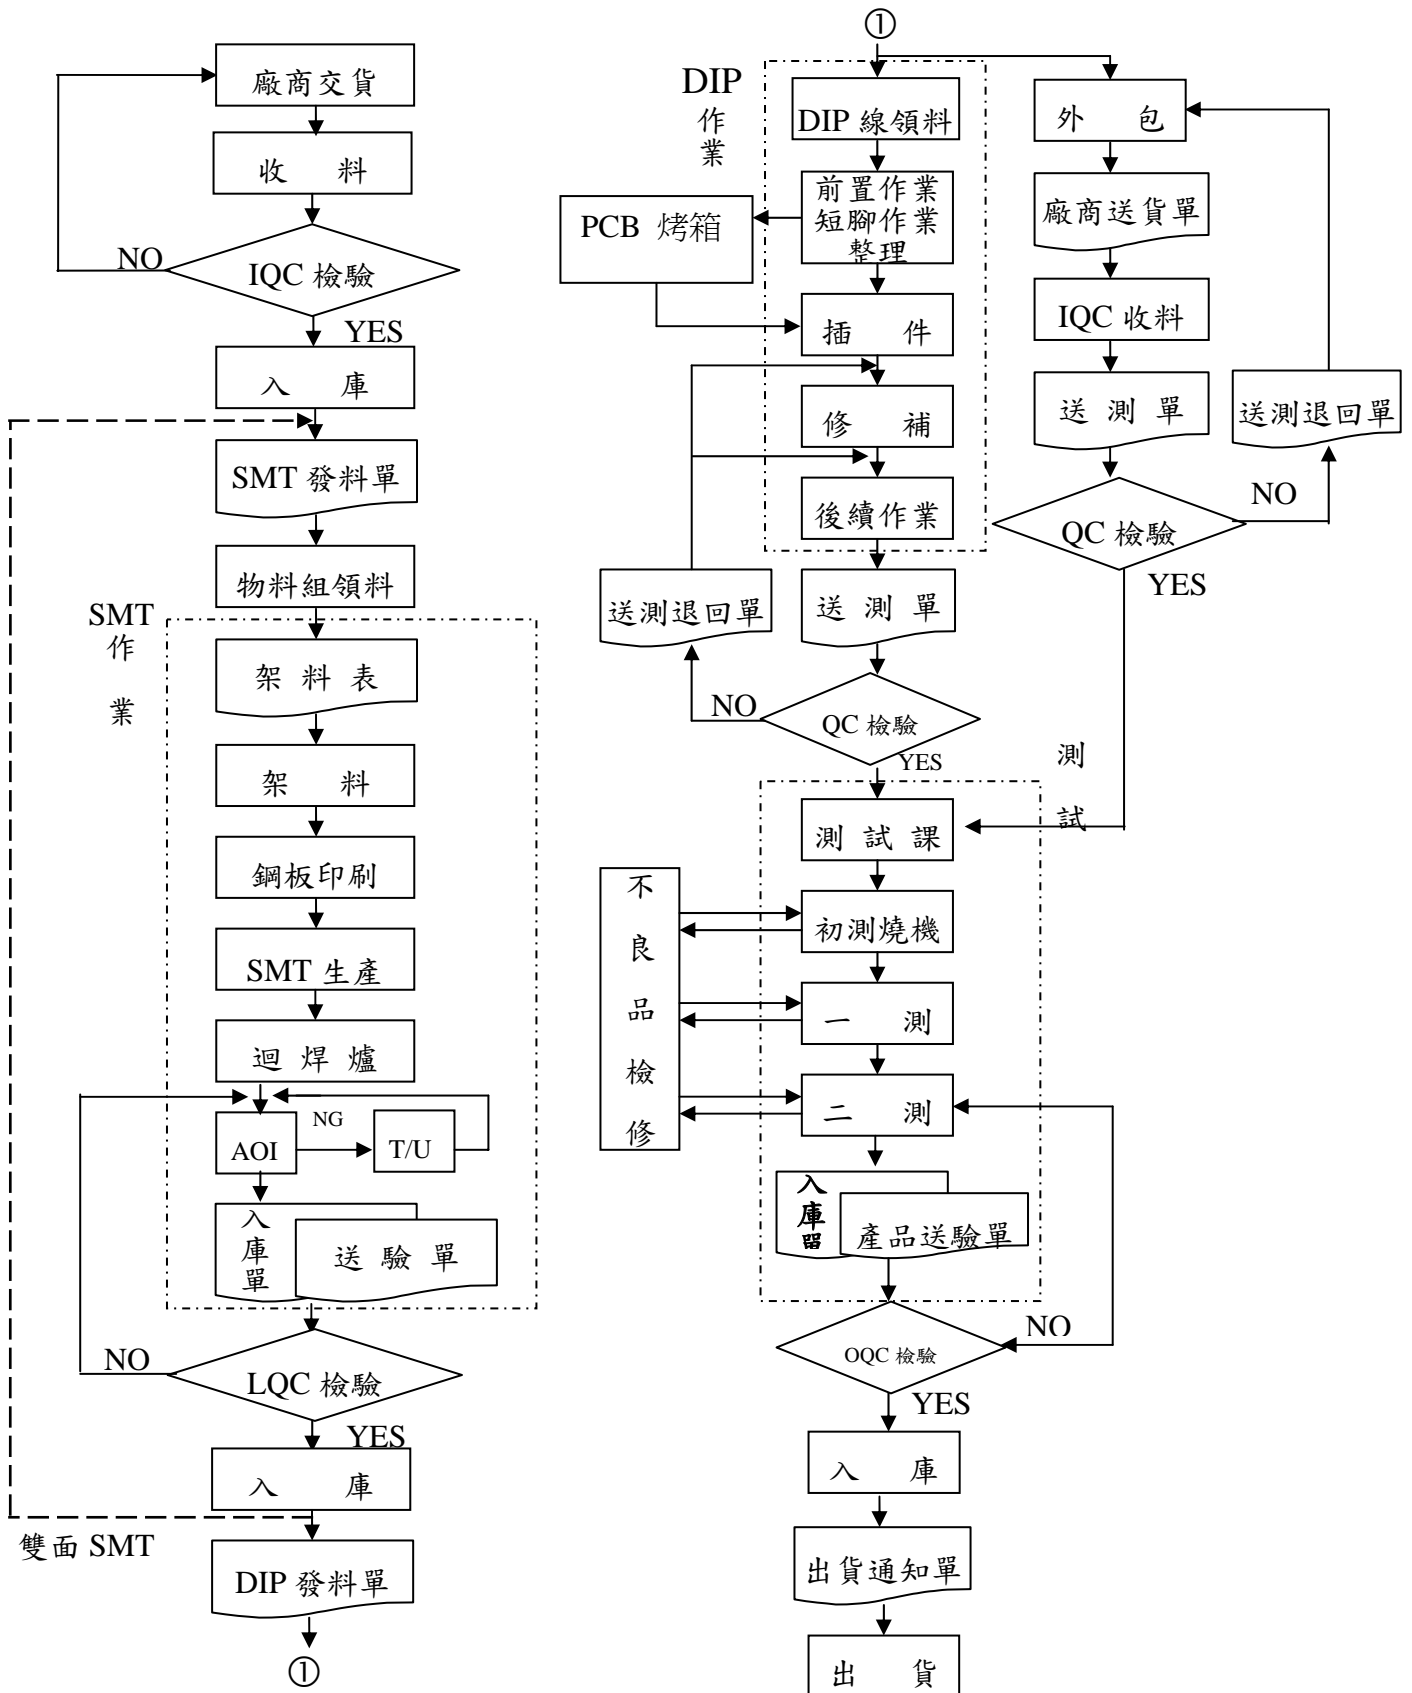 廠商交貨
收 料
NO
IQC 檢驗
YES
入 庫
SMT 發料單
物料組領料
SMT
作
業
架 料 表
架 料
鋼板印刷
SMT 生產
迴 焊 爐
AOI
NG
T/U
入
庫
單
送 驗 單
NO
LQC 檢驗
YES
入 庫
雙面 SMT
DIP 發料單
①
①
DIP
作
業
DIP 線領料
前置作業
短腳作業
整理
PCB 烤箱
插 件
修 補
後續作業
送測退回單
送 測 單
NO
QC 檢驗
YES
外 包
廠商送貨單
IQC 收料
送 測 單
送測退回單
NO
QC 檢驗
YES
測
試
測 試 課
不
良
品
檢
修
初測燒機
一 測
二 測
入
庫
器
產品送驗單
NO
OQC 檢驗
YES
入 庫
出貨通知單
出 貨